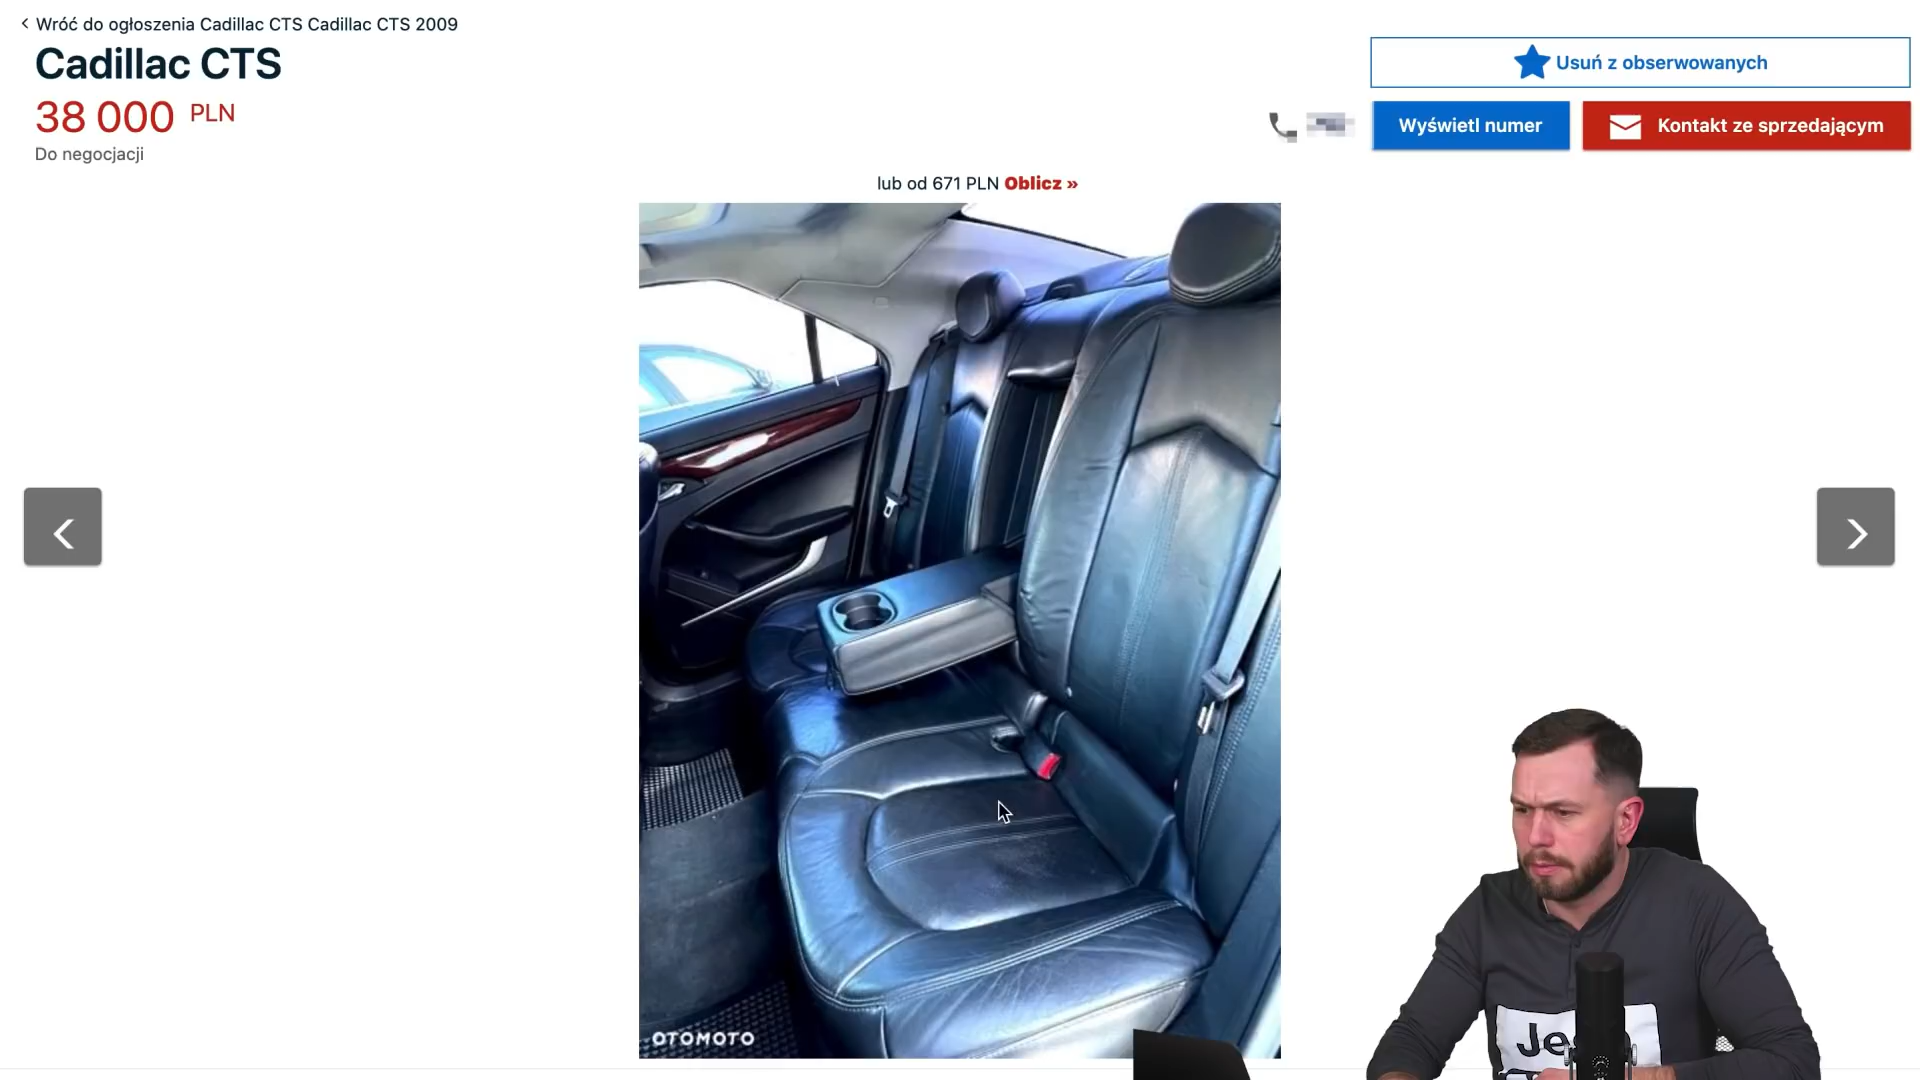 Wróć do ogłoszenia Cadillac CTS Cadillac CTS 2009
Cadillac CTS
38 000 PLN
Do negocjacji
Usuń z obserwowanych
Wyświetl numer
Kontakt ze sprzedającym
lub od 671 PLN Oblicz »
OTOMOTO